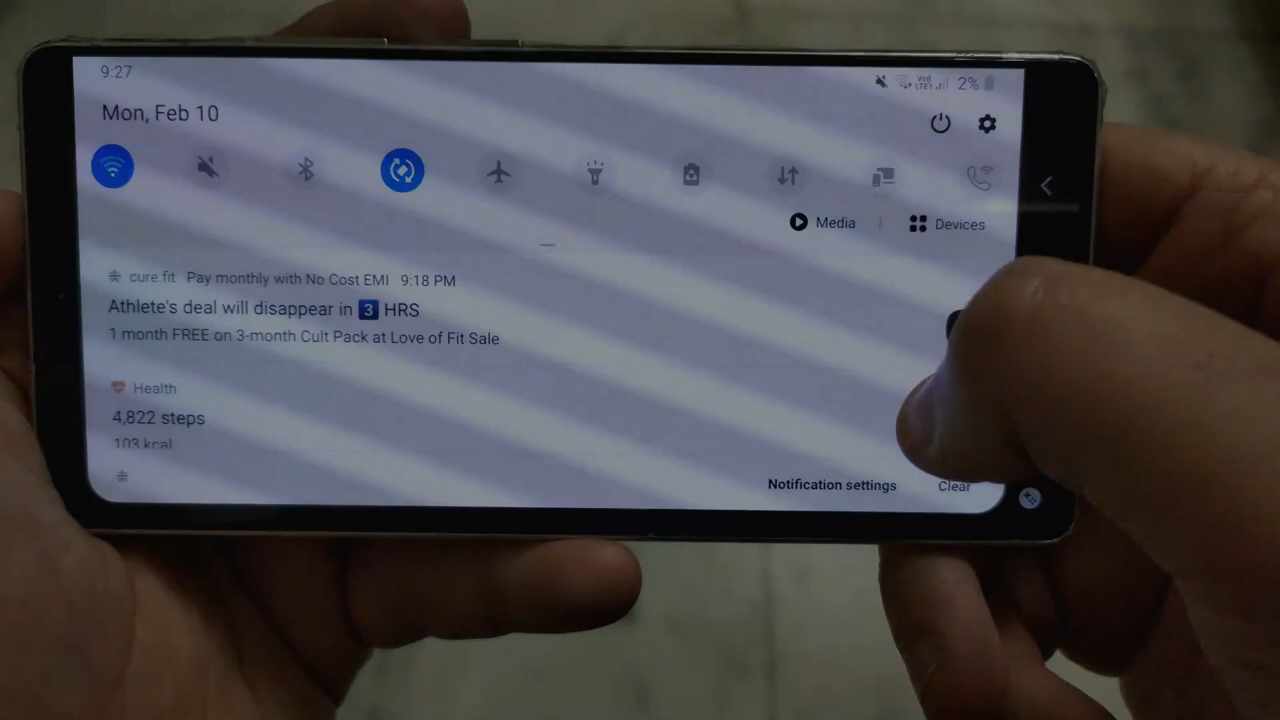 9:27
Vo)) LTE1 2%
Mon, Feb 10
Media | Devices
cure.fit Pay monthly with No Cost EMI 9:18 PM
Athlete's deal will disappear in 3 HRS
1 month FREE on 3-month Cult Pack at Love of Fit Sale
Health
4,822 steps
103 kcal
Notification settings Clear